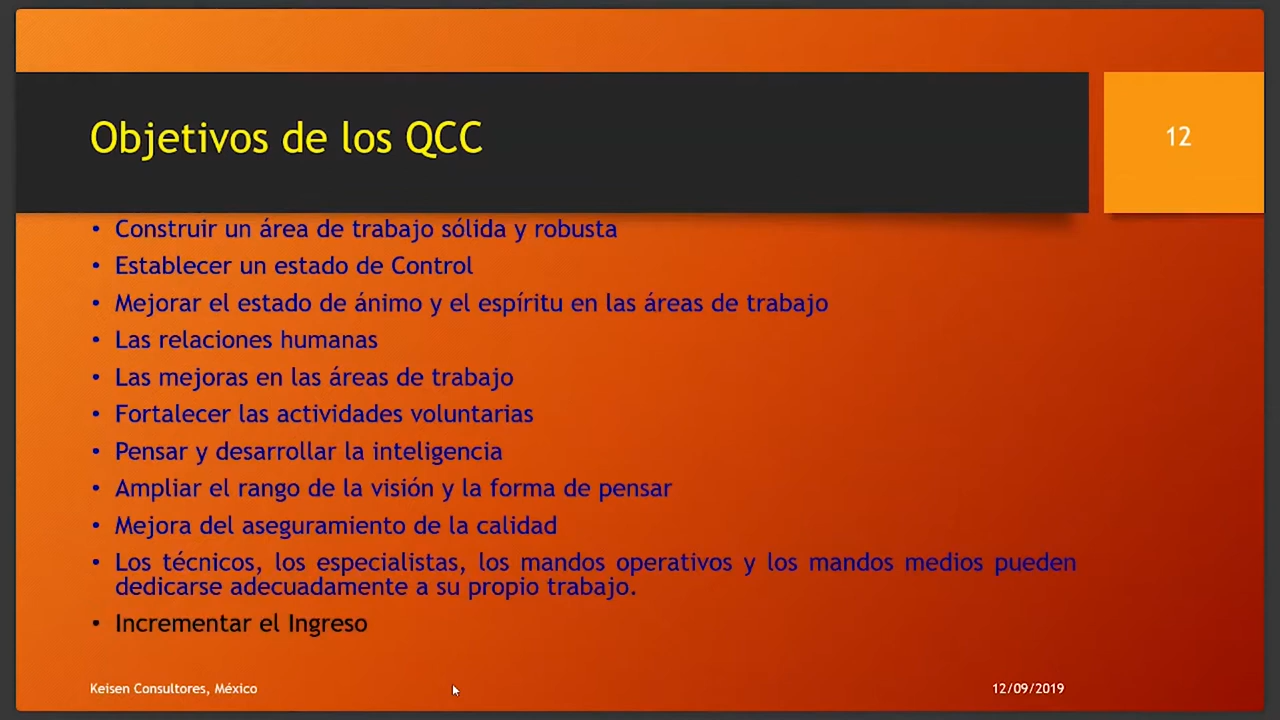 Objetivos de los QCC
12
• Construir un área de trabajo sólida y robusta
• Establecer un estado de Control
• Mejorar el estado de ánimo y el espíritu en las áreas de trabajo
• Las relaciones humanas
• Las mejoras en las áreas de trabajo
• Fortalecer las actividades voluntarias
• Pensar y desarrollar la inteligencia
• Ampliar el rango de la visión y la forma de pensar
• Mejora del aseguramiento de la calidad
• Los técnicos, los especialistas, los mandos operativos y los mandos medios pueden
dedicarse adecuadamente a su propio trabajo.
• Incrementar el Ingreso
Keisen Consultores, México
12/09/2019